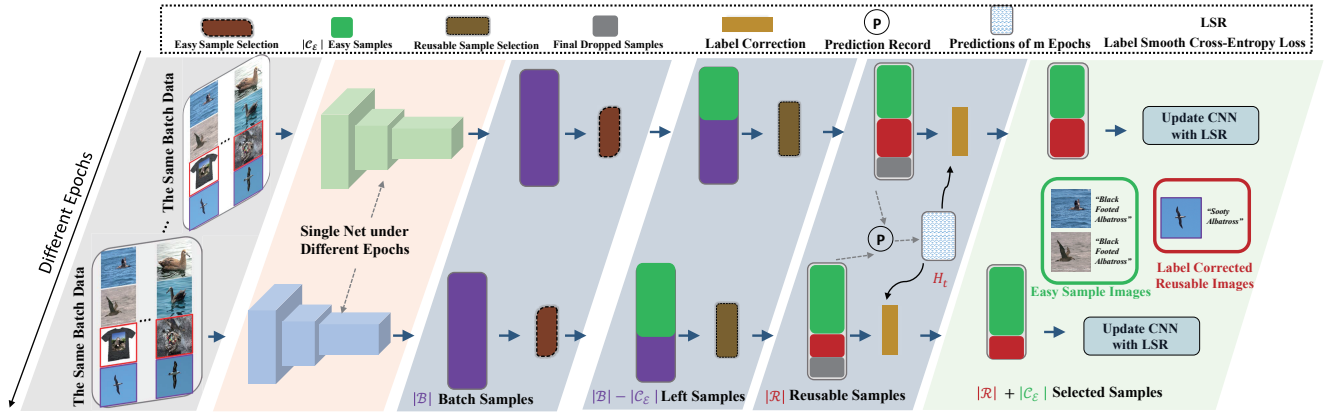 Easy Sample Selection
|C_ε| Easy Samples
Reusable Sample Selection
Final Dropped Samples
Label Correction
P
Prediction Record
Predictions of m Epochs
LSR
Label Smooth Cross-Entropy Loss
Different Epochs
... The Same Batch Data
...
The Same Batch Data
...
Single Net under
Different Epochs
P
H_t
Update CNN
with LSR
"Black
Footed
Albatross"
"Black
Footed
Albatross"
Easy Sample Images
"Sooty
Albatross"
Label Corrected
Reusable Images
Update CNN
with LSR
|B| Batch Samples
|B| − |C_ε| Left Samples
|R| Reusable Samples
|R| + |C_ε| Selected Samples